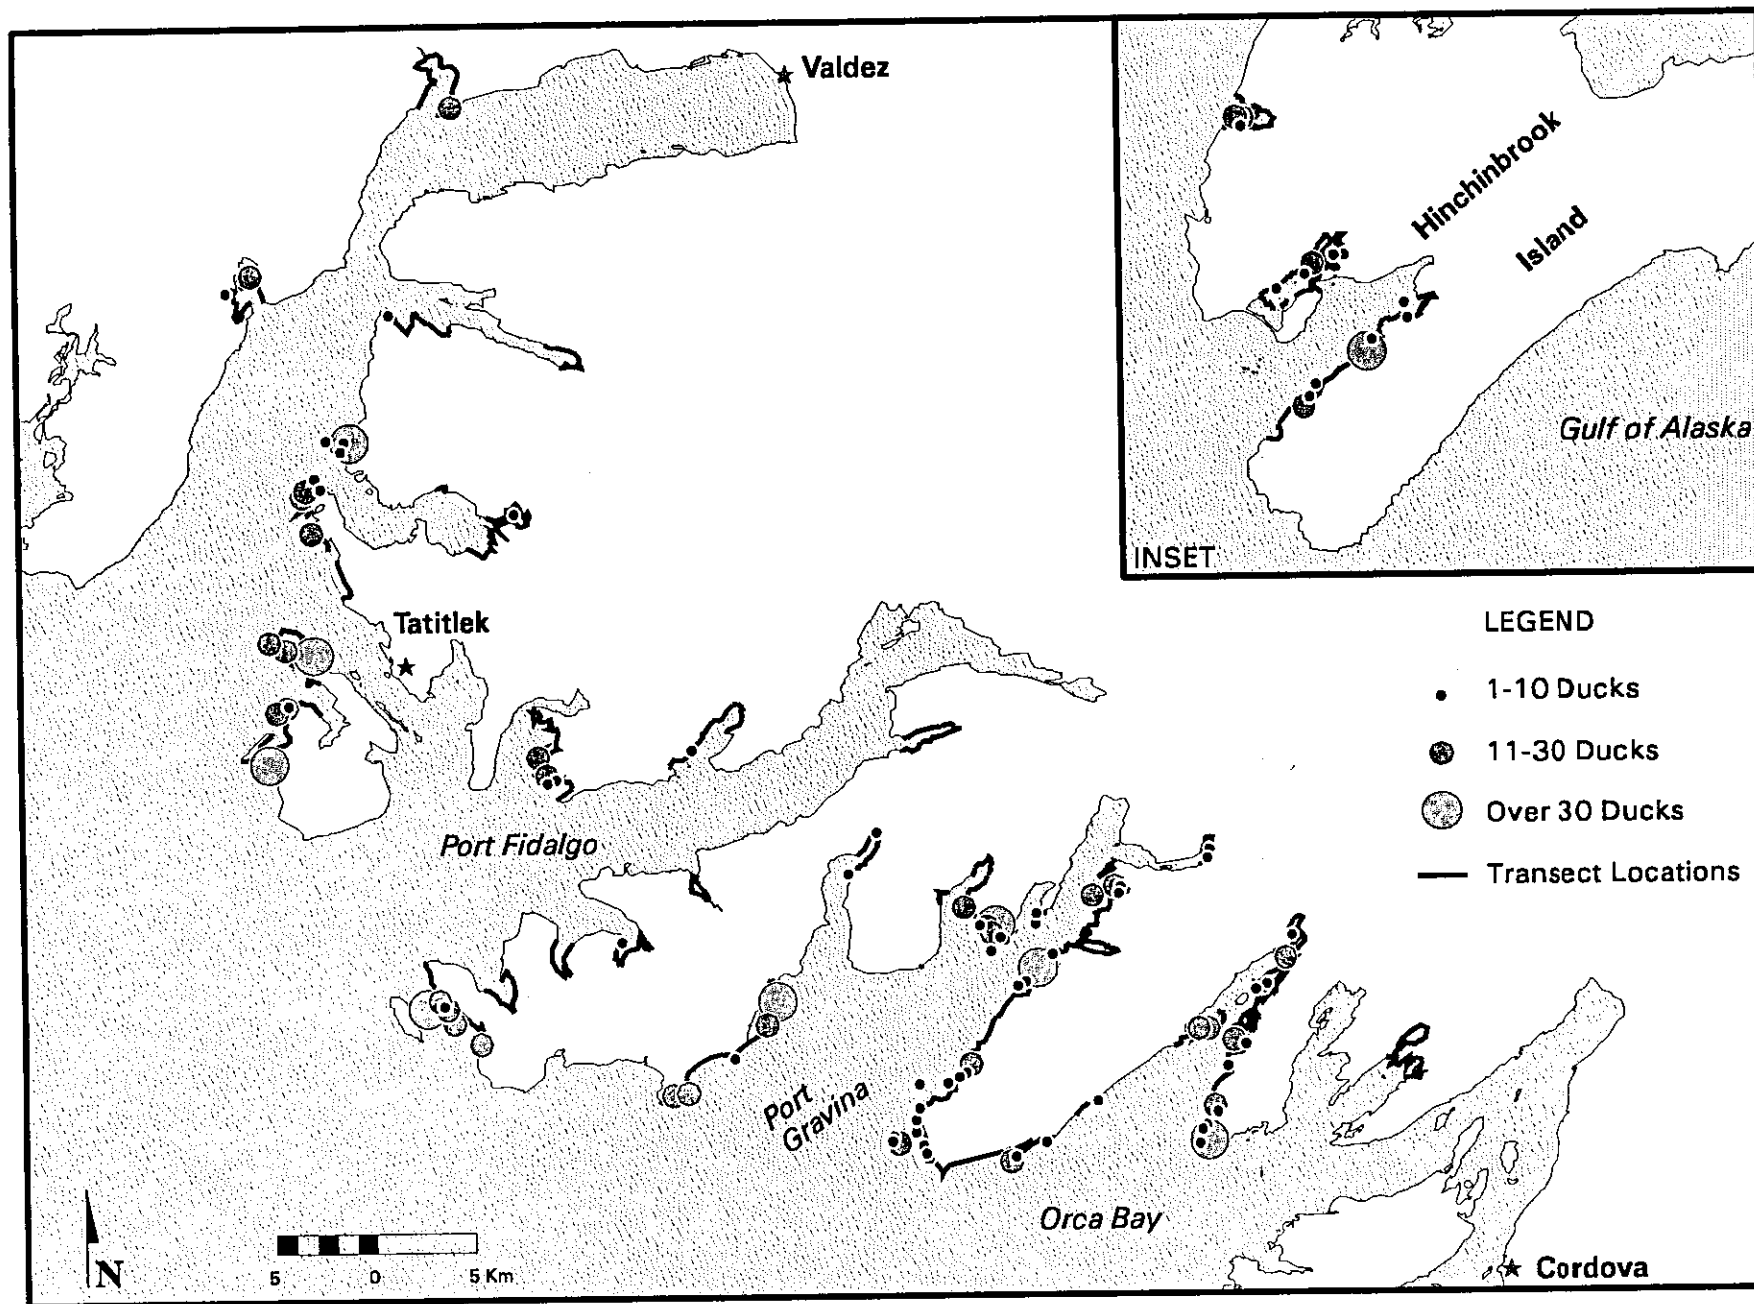 Valdez
Hinchinbrook
Island
Gulf of Alaska
INSET
Tatitlek
LEGEND
1-10 Ducks
11-30 Ducks
Over 30 Ducks
Transect Locations
Port Fidalgo
Port
Gravina
Orca Bay
N
5 0 5 Km
Cordova